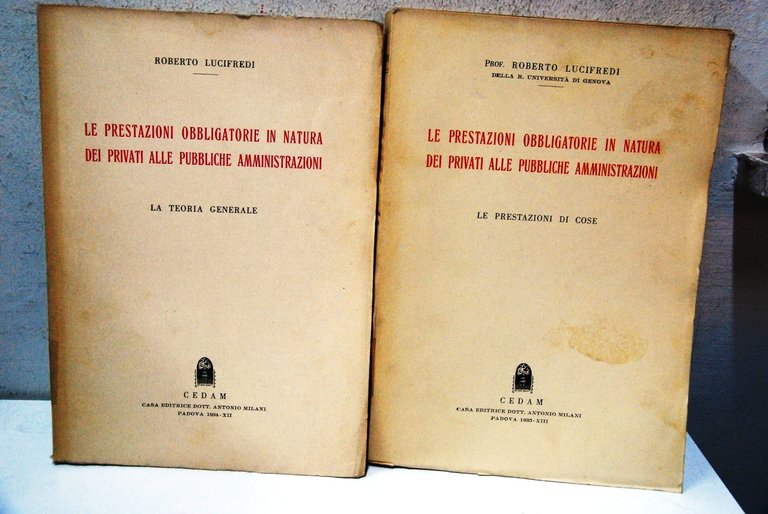 ROBERTO LUCIFREDI
LE PRESTAZIONI OBBLIGATORIE IN NATURA
DEI PRIVATI ALLE PUBBLICHE AMMINISTRAZIONI
LA TEORIA GENERALE
CEDAM
CASA EDITRICE DOTT. ANTONIO MILANI
PADOVA 1934-XII
PROF. ROBERTO LUCIFREDI
DELLA R. UNIVERSITÀ DI GENOVA
LE PRESTAZIONI OBBLIGATORIE IN NATURA
DEI PRIVATI ALLE PUBBLICHE AMMINISTRAZIONI
LE PRESTAZIONI DI COSE
CEDAM
CASA EDITRICE DOTT. ANTONIO MILANI
PADOVA 1935-XIII